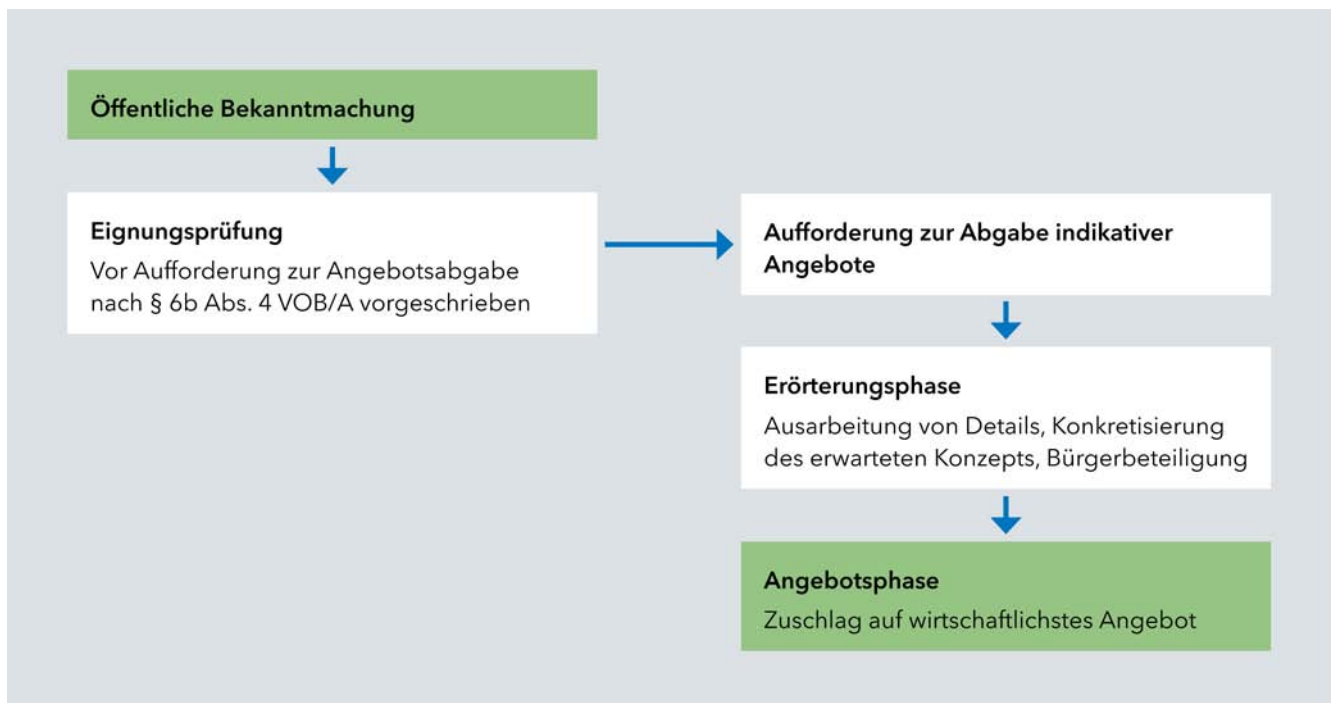 Öffentliche Bekanntmachung
Eignungsprüfung
Vor Aufforderung zur Angebotsabgabe
nach § 6b Abs. 4 VOB/A vorgeschrieben
Aufforderung zur Abgabe indikativer
Angebote
Erörterungsphase
Ausarbeitung von Details, Konkretisierung
des erwarteten Konzepts, Bürgerbeteiligung
Angebotsphase
Zuschlag auf wirtschaftlichstes Angebot